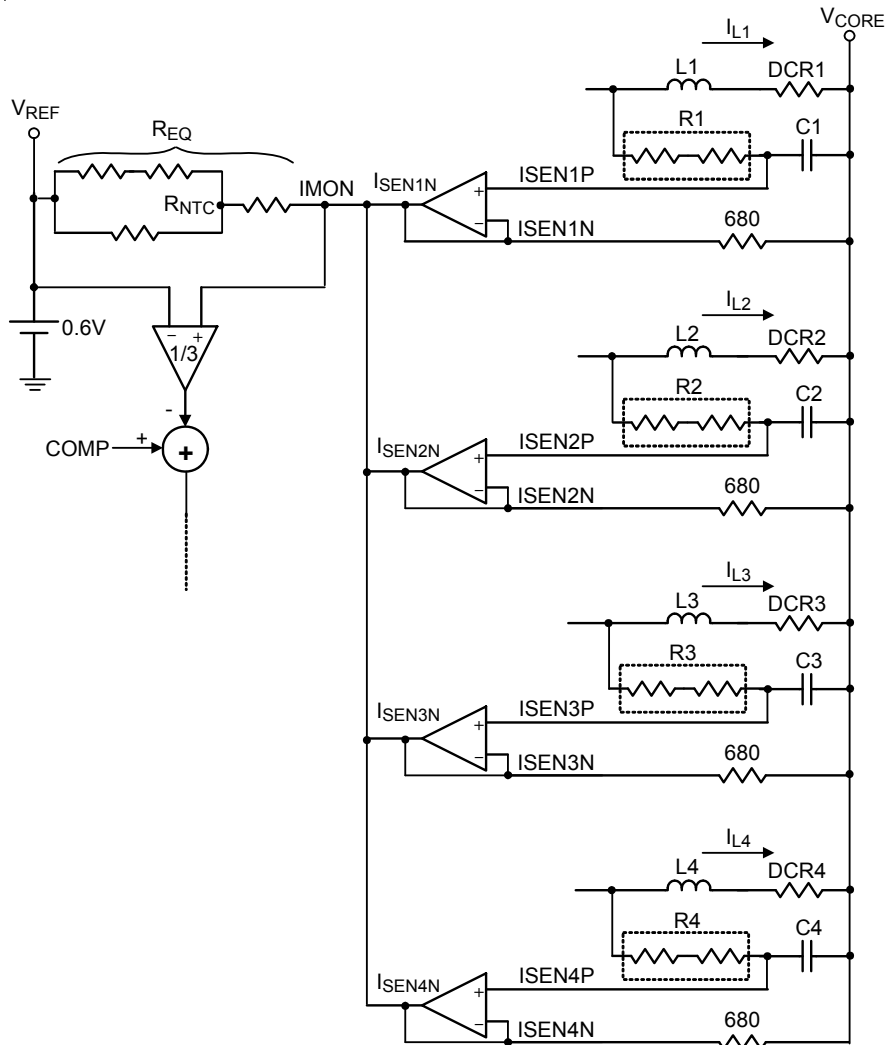 V_CORE
I_L1
L1
DCR1
V_REF
R_EQ
R1
C1
R_NTC
IMON
I_SEN1N
ISEN1P
+
−
ISEN1N
680
0.6V
− +
1/3
-
COMP
+
+
I_L2
L2
DCR2
R2
C2
I_SEN2N
ISEN2P
+
−
ISEN2N
680
I_L3
L3
DCR3
R3
C3
I_SEN3N
ISEN3P
+
−
ISEN3N
680
I_L4
L4
DCR4
R4
C4
I_SEN4N
ISEN4P
+
−
ISEN4N
680